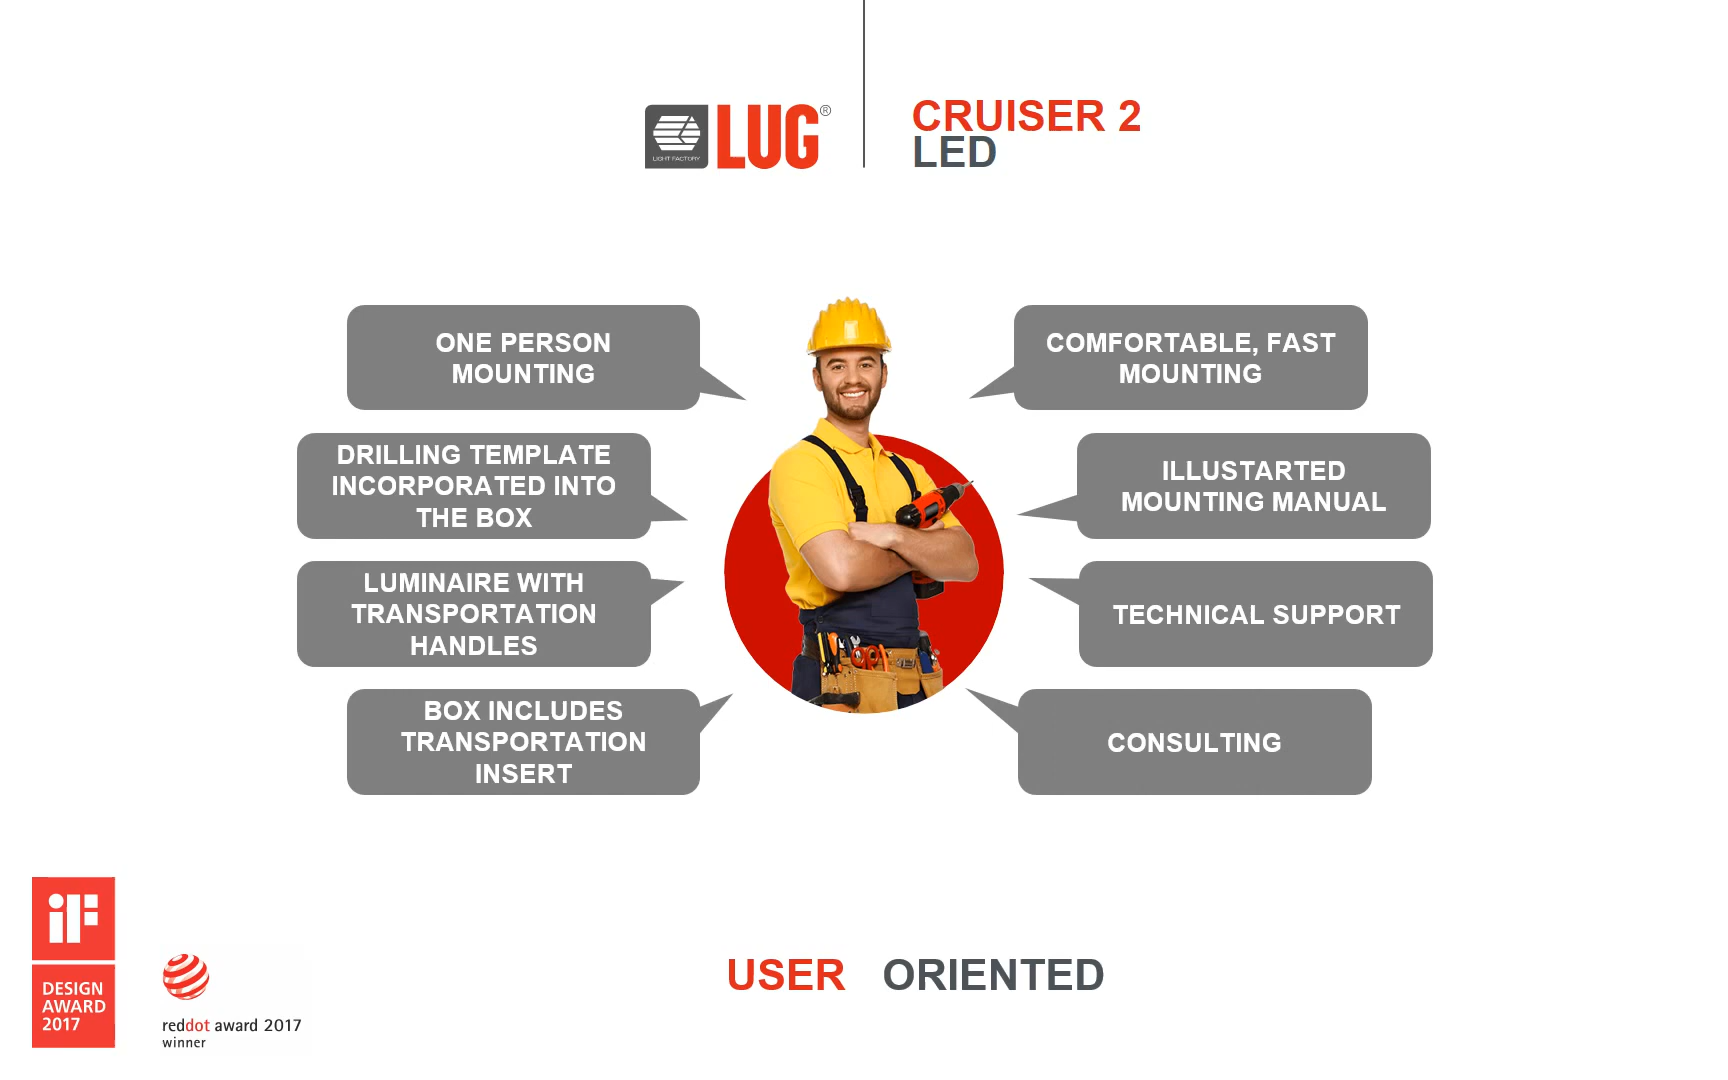 LIGHT FACTORY
LUG®
CRUISER 2
LED
ONE PERSON
MOUNTING
COMFORTABLE, FAST
MOUNTING
DRILLING TEMPLATE
INCORPORATED INTO
THE BOX
ILLUSTARTED
MOUNTING MANUAL
LUMINAIRE WITH
TRANSPORTATION
HANDLES
TECHNICAL SUPPORT
BOX INCLUDES
TRANSPORTATION
INSERT
CONSULTING
iF
DESIGN
AWARD
2017
reddot award 2017
winner
USER ORIENTED